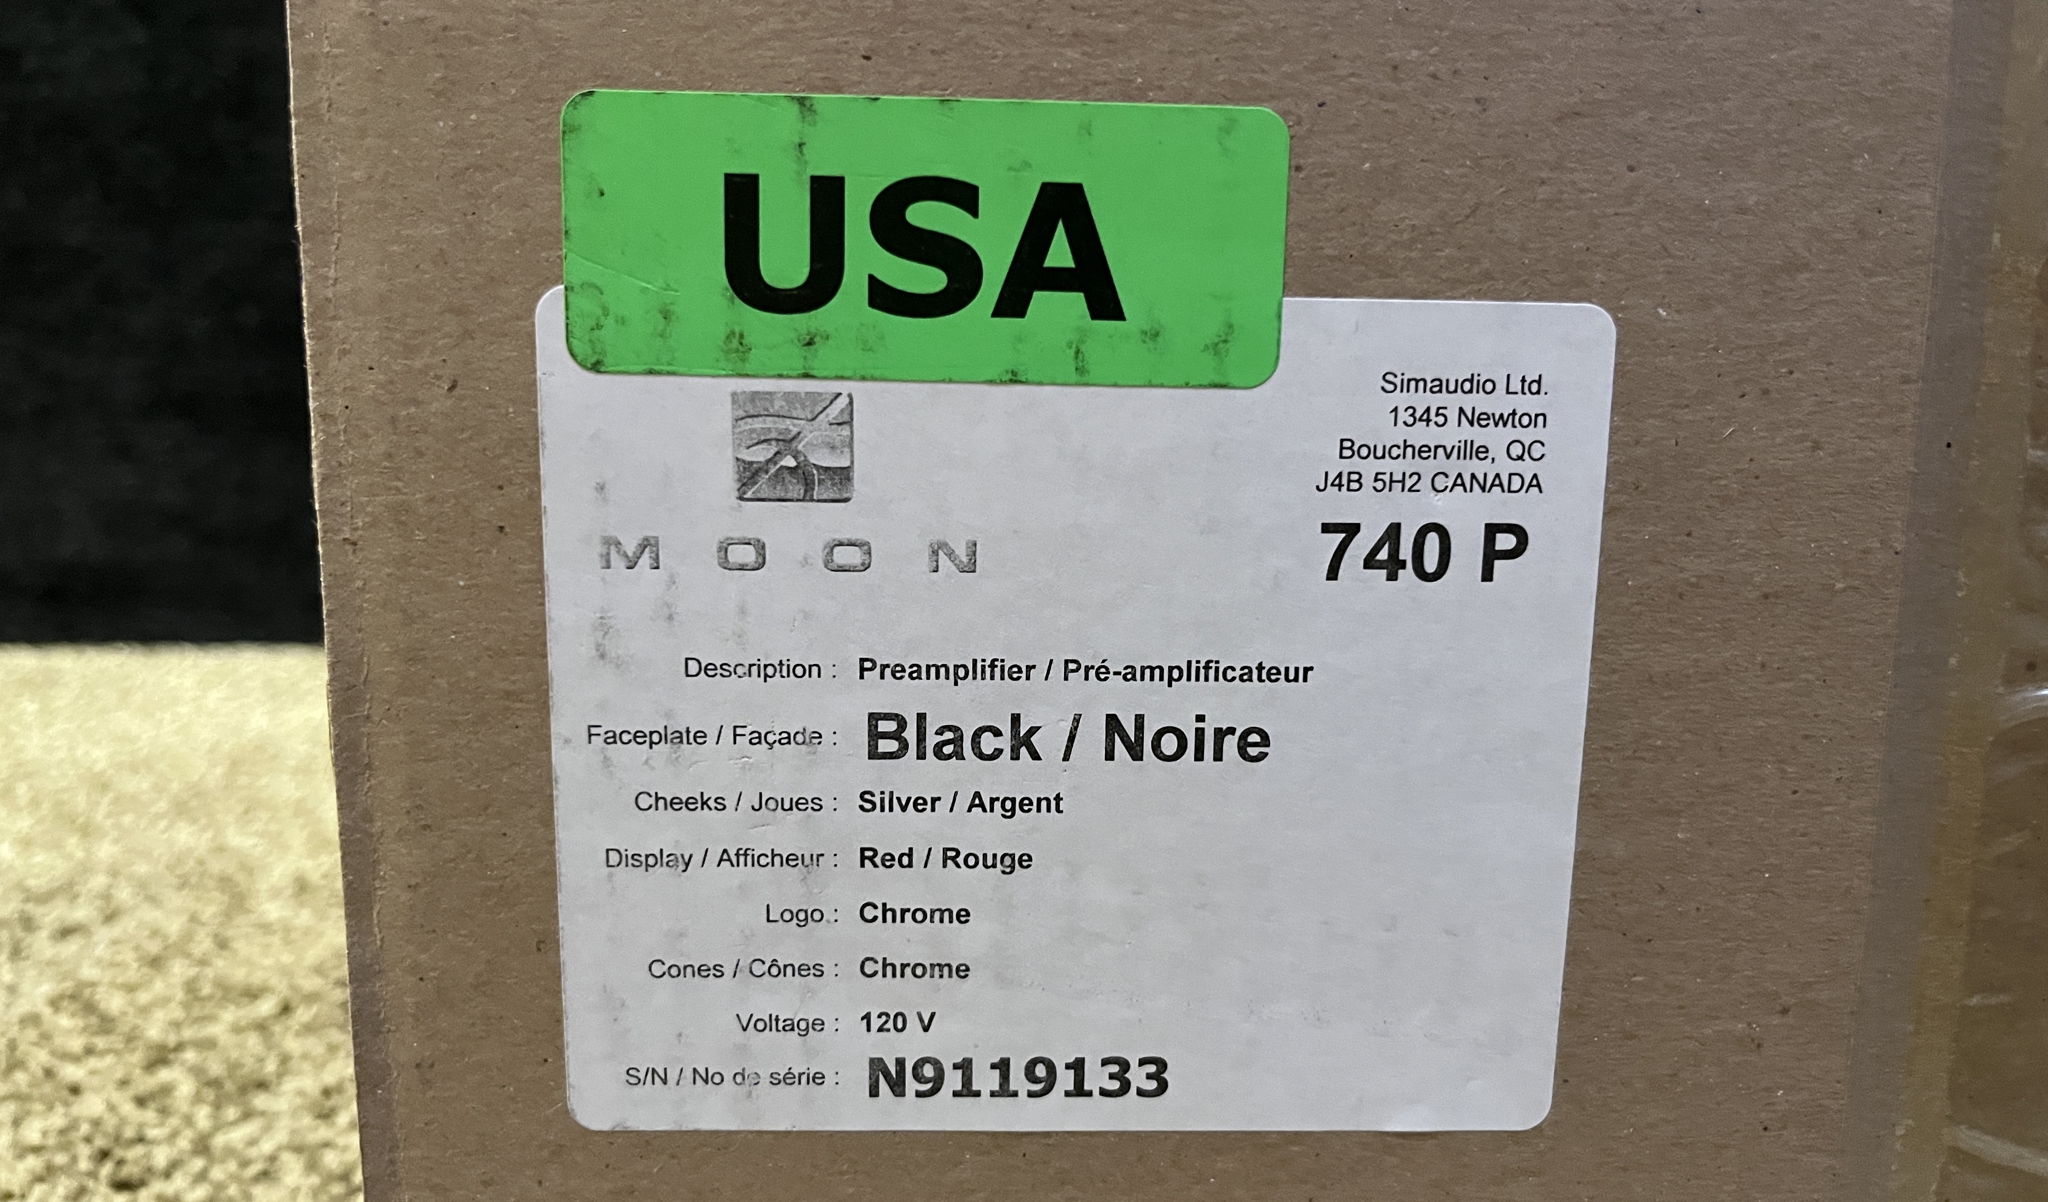 USA
Simaudio Ltd.
1345 Newton
Boucherville, QC
J4B 5H2 CANADA
MOON
740 P
Description : Preamplifier / Pré-amplificateur
Faceplate / Façade : Black / Noire
Cheeks / Joues : Silver / Argent
Display / Afficheur : Red / Rouge
Logo : Chrome
Cones / Cônes : Chrome
Voltage : 120 V
S/N / No de série : N9119133